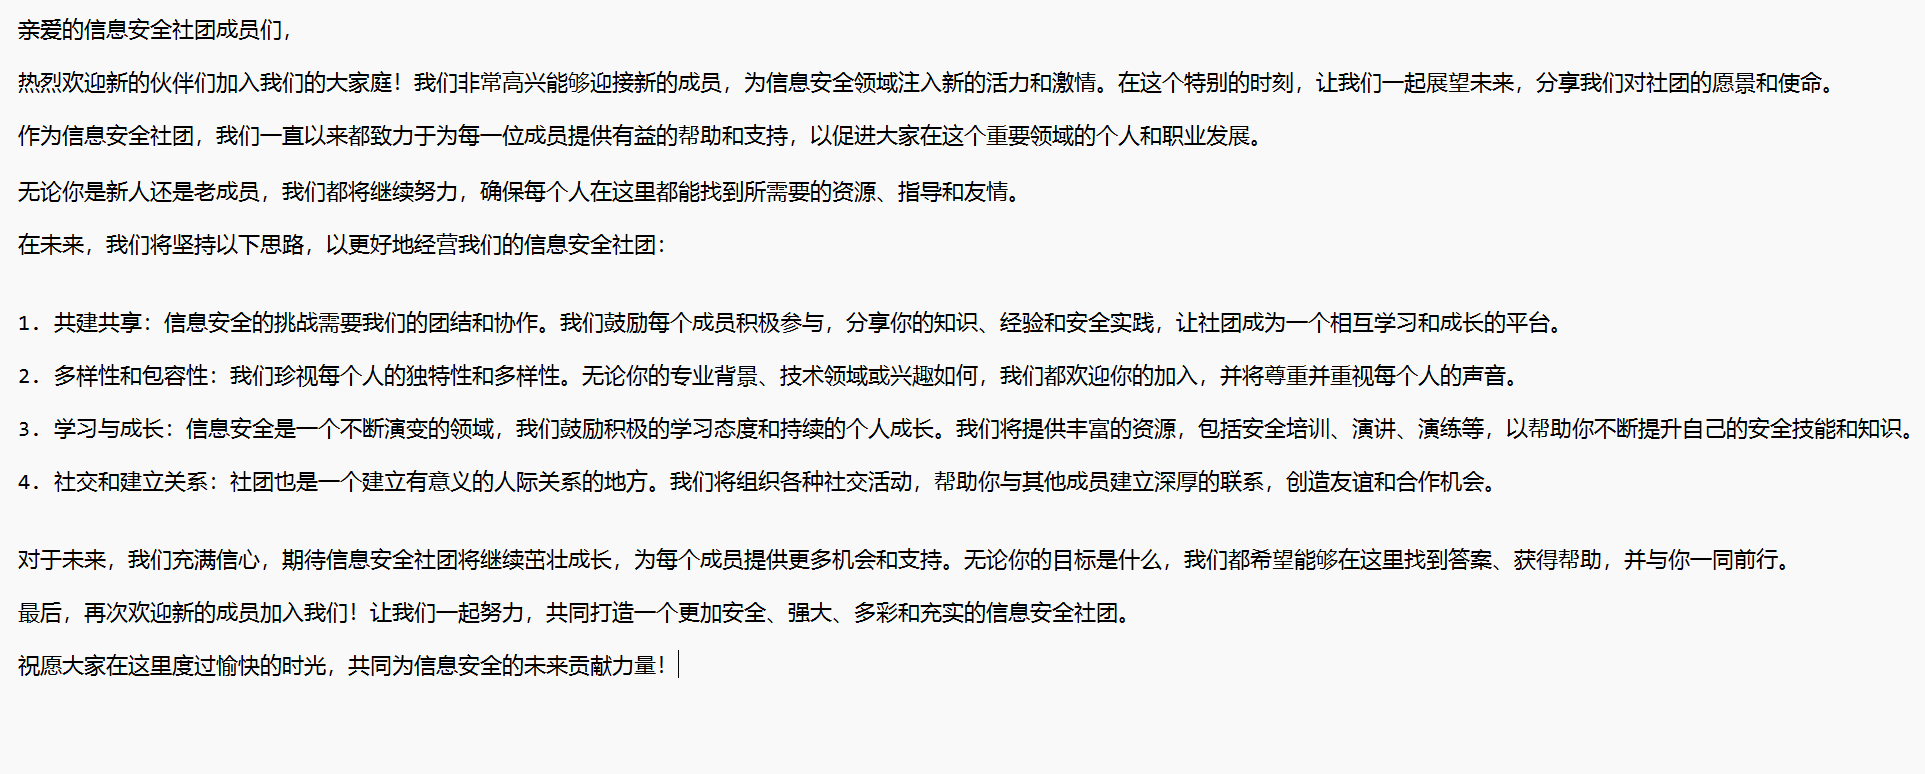 亲爱的信息安全社团成员们，
热烈欢迎新的伙伴们加入我们的大家庭！我们非常高兴能够迎接新的成员，为信息安全领域注入新的活力和激情。在这个特别的时刻，让我们一起展望未来，分享我们对社团的愿景和使命。
作为信息安全社团，我们一直以来都致力于为每一位成员提供有益的帮助和支持，以促进大家在这个重要领域的个人和职业发展。
无论你是新人还是老成员，我们都将继续努力，确保每个人在这里都能找到所需要的资源、指导和友情。
在未来，我们将坚持以下思路，以更好地经营我们的信息安全社团：
1. 共建共享：信息安全的挑战需要我们的团结和协作。我们鼓励每个成员积极参与，分享你的知识、经验和安全实践，让社团成为一个相互学习和成长的平台。
2. 多样性和包容性：我们珍视每个人的独特性和多样性。无论你的专业背景、技术领域或兴趣如何，我们都欢迎你的加入，并将尊重并重视每个人的声音。
3. 学习与成长：信息安全是一个不断演变的领域，我们鼓励积极的学习态度和持续的个人成长。我们将提供丰富的资源，包括安全培训、演讲、演练等，以帮助你不断提升自己的安全技能和知识。
4. 社交和建立关系：社团也是一个建立有意义的人际关系的地方。我们将组织各种社交活动，帮助你与其他成员建立深厚的联系，创造友谊和合作机会。
对于未来，我们充满信心，期待信息安全社团将继续茁壮成长，为每个成员提供更多机会和支持。无论你的目标是什么，我们都希望能够在这里找到答案、获得帮助，并与你一同前行。
最后，再次欢迎新的成员加入我们！让我们一起努力，共同打造一个更加安全、强大、多彩和充实的信息安全社团。
祝愿大家在这里度过愉快的时光，共同为信息安全的未来贡献力量！